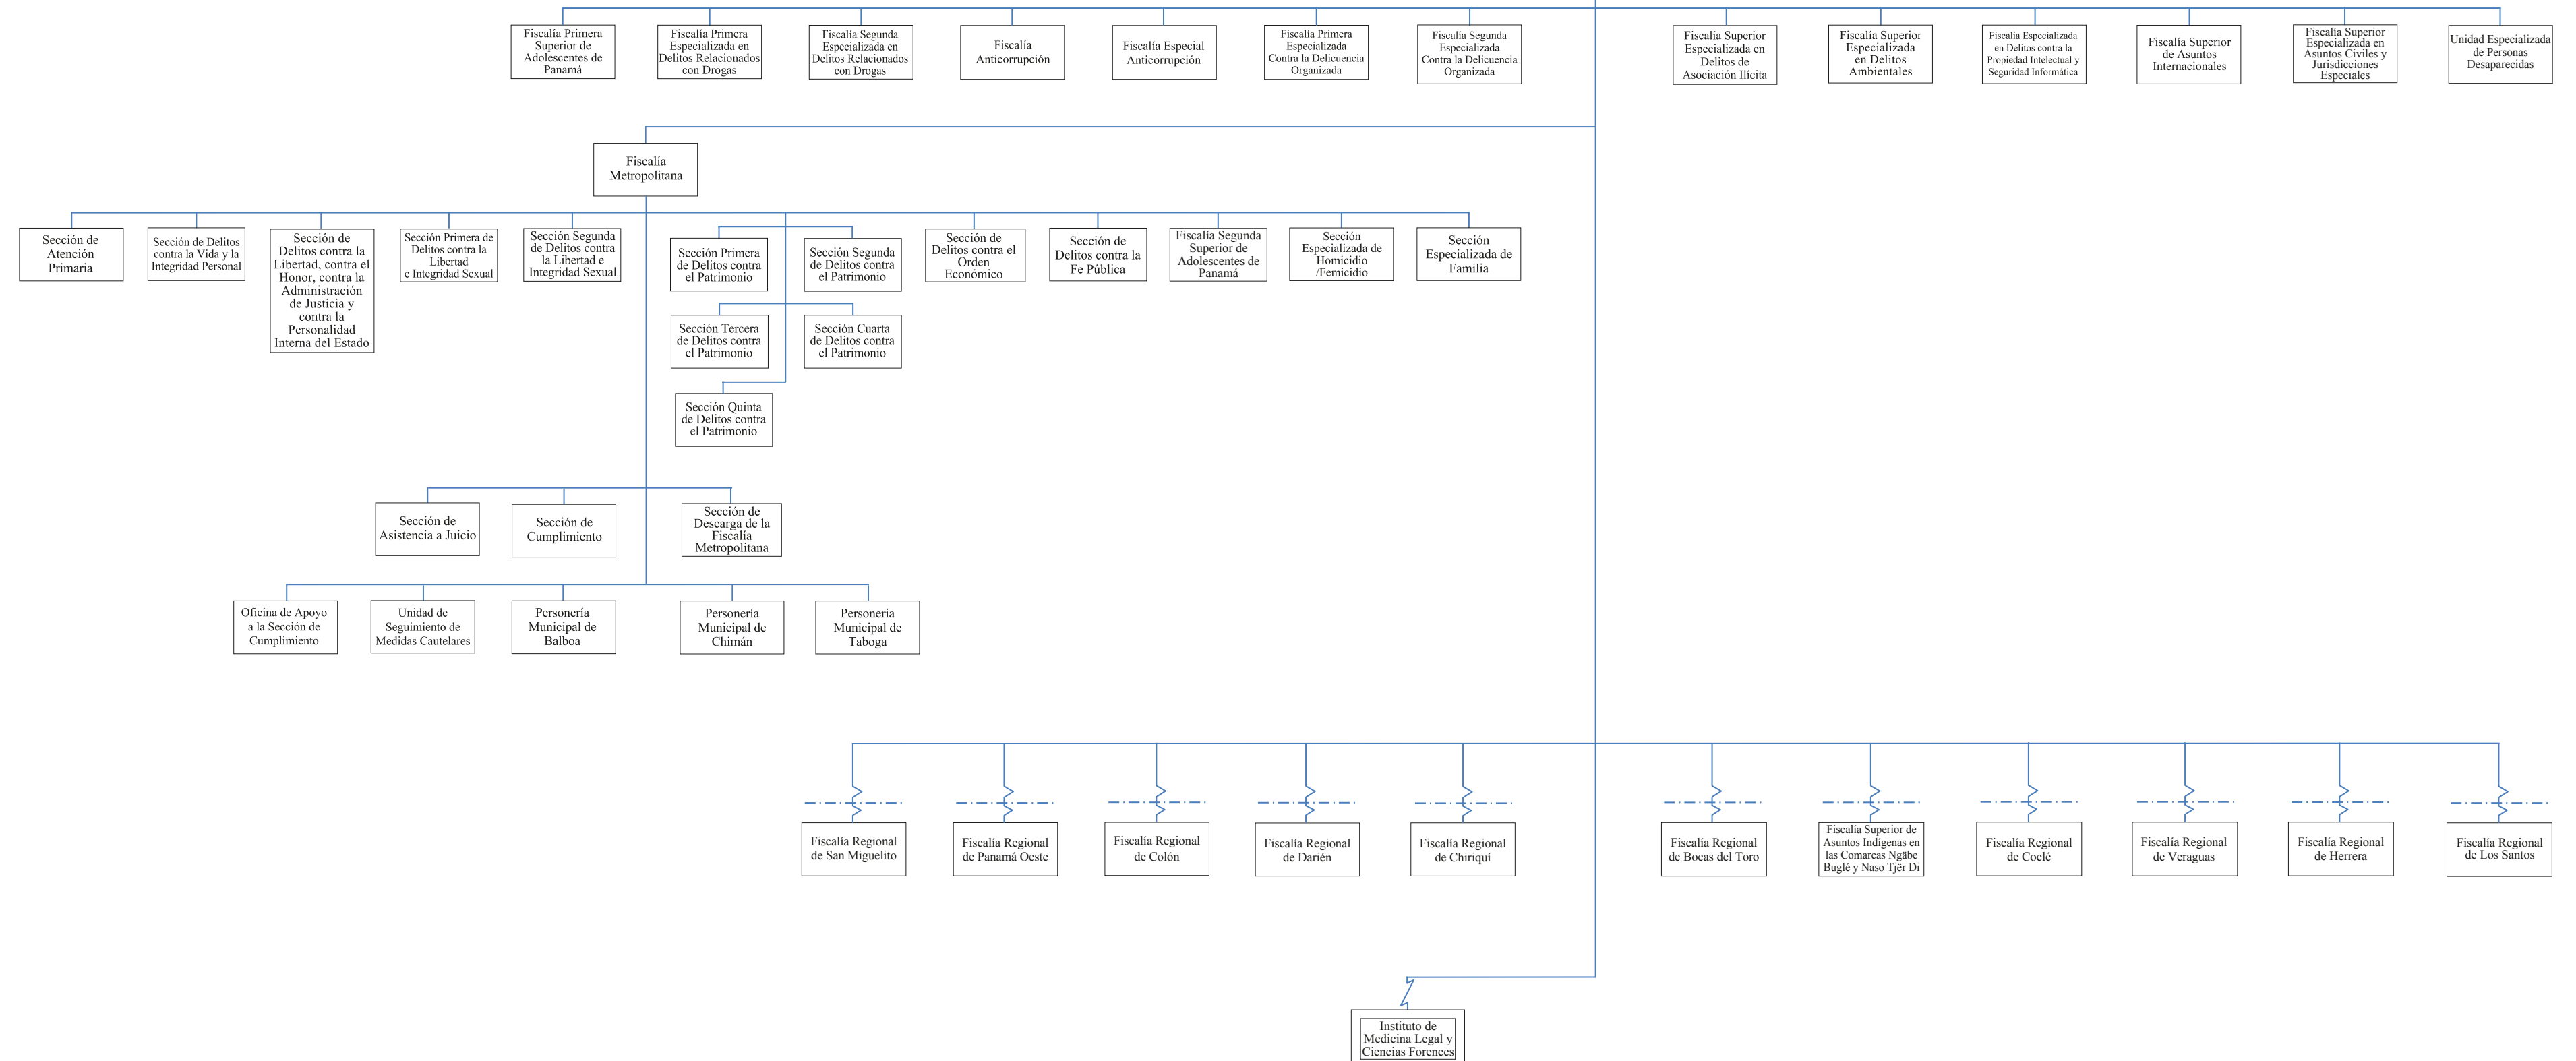 Fiscalía Primera
Superior de
Adolescentes de
Panamá
Fiscalía Primera
Especializada en
Delitos Relacionados
con Drogas
Fiscalía Segunda
Especializada en
Delitos Relacionados
con Drogas
Fiscalía
Anticorrupción
Fiscalía Especial
Anticorrupción
Fiscalía Primera
Especializada
Contra la Delicuencia
Organizada
Fiscalía Segunda
Especializada
Contra la Delicuencia
Organizada
Fiscalía Superior
Especializada en
Delitos de
Asociación Ilícita
Fiscalía Superior
Especializada
en Delitos
Ambientales
Fiscalía Especializada
en Delitos contra la
Propiedad Intelectual y
Seguridad Informática
Fiscalía Superior
de Asuntos
Internacionales
Fiscalía Superior
Especializada en
Asuntos Civiles y
Jurisdicciones
Especiales
Unidad Especializada
de Personas
Desaparecidas
Fiscalía
Metropolitana
Sección de
Atención
Primaria
Sección de Delitos
contra la Vida y la
Integridad Personal
Sección de
Delitos contra la
Libertad, contra el
Honor, contra la
Administración
de Justicia y
contra la
Personalidad
Interna del Estado
Sección Primera de
Delitos contra la
Libertad
e Integridad Sexual
Sección Segunda
de Delitos contra
la Libertad e
Integridad Sexual
Sección Primera
de Delitos contra
el Patrimonio
Sección Segunda
de Delitos contra
el Patrimonio
Sección de
Delitos contra el
Orden
Económico
Sección de
Delitos contra la
Fe Pública
Fiscalía Segunda
Superior de
Adolescentes de
Panamá
Sección
Especializada de
Homicidio
/Femicidio
Sección
Especializada de
Familia
Sección Tercera
de Delitos contra
el Patrimonio
Sección Cuarta
de Delitos contra
el Patrimonio
Sección Quinta
de Delitos contra
el Patrimonio
Sección de
Asistencia a Juicio
Sección de
Cumplimiento
Sección de
Descarga de la
Fiscalía
Metropolitana
Oficina de Apoyo
a la Sección de
Cumplimiento
Unidad de
Seguimiento de
Medidas Cautelares
Personería
Municipal de
Balboa
Personería
Municipal de
Chimán
Personería
Municipal de
Taboga
Fiscalía Regional
de San Miguelito
Fiscalía Regional
de Panamá Oeste
Fiscalía Regional
de Colón
Fiscalía Regional
de Darién
Fiscalía Regional
de Chiriquí
Fiscalía Regional
de Bocas del Toro
Fiscalía Superior de
Asuntos Indígenas en
las Comarcas Ngäbe
Buglé y Naso Tjër Di
Fiscalía Regional
de Coclé
Fiscalía Regional
de Veraguas
Fiscalía Regional
de Herrera
Fiscalía Regional
de Los Santos
Instituto de
Medicina Legal y
Ciencias Forences